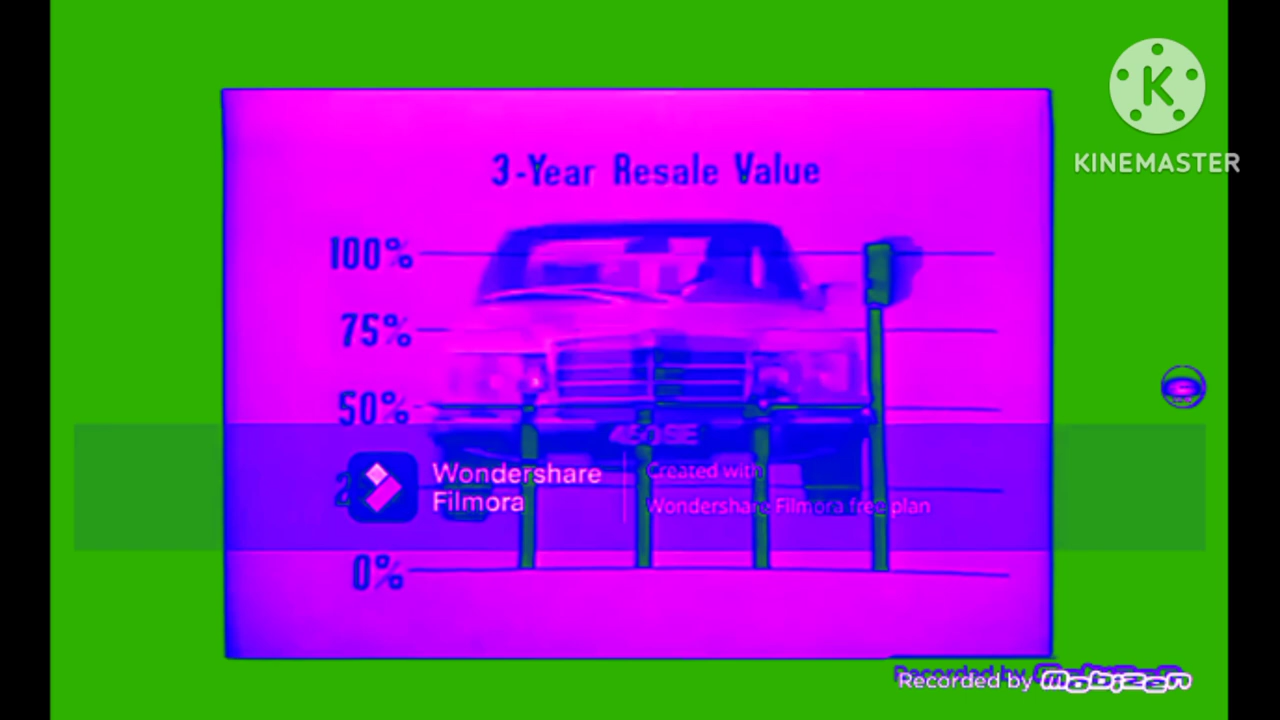 KINEMASTER
3-Year Resale Value
100%
75%
50%
450SE
Wondershare
Filmora
Created with
Wondershare Filmora free plan
0%
Recorded by Mobizen